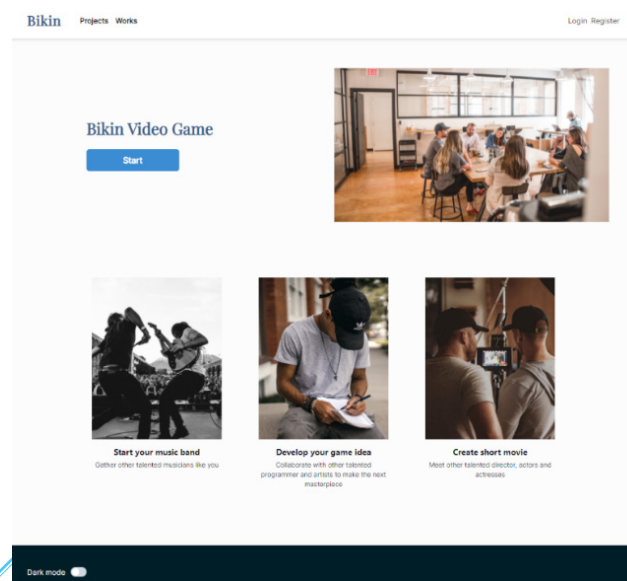 Bikin Projects Works Login Register
Bikin Video Game
Start
Start your music band
Gather other talented musicians like you
Develop your game idea
Collaborate with other talented
programmer and artists to make the next
masterpiece
Create short movie
Meet other talented director, actors and
actresses
Dark mode